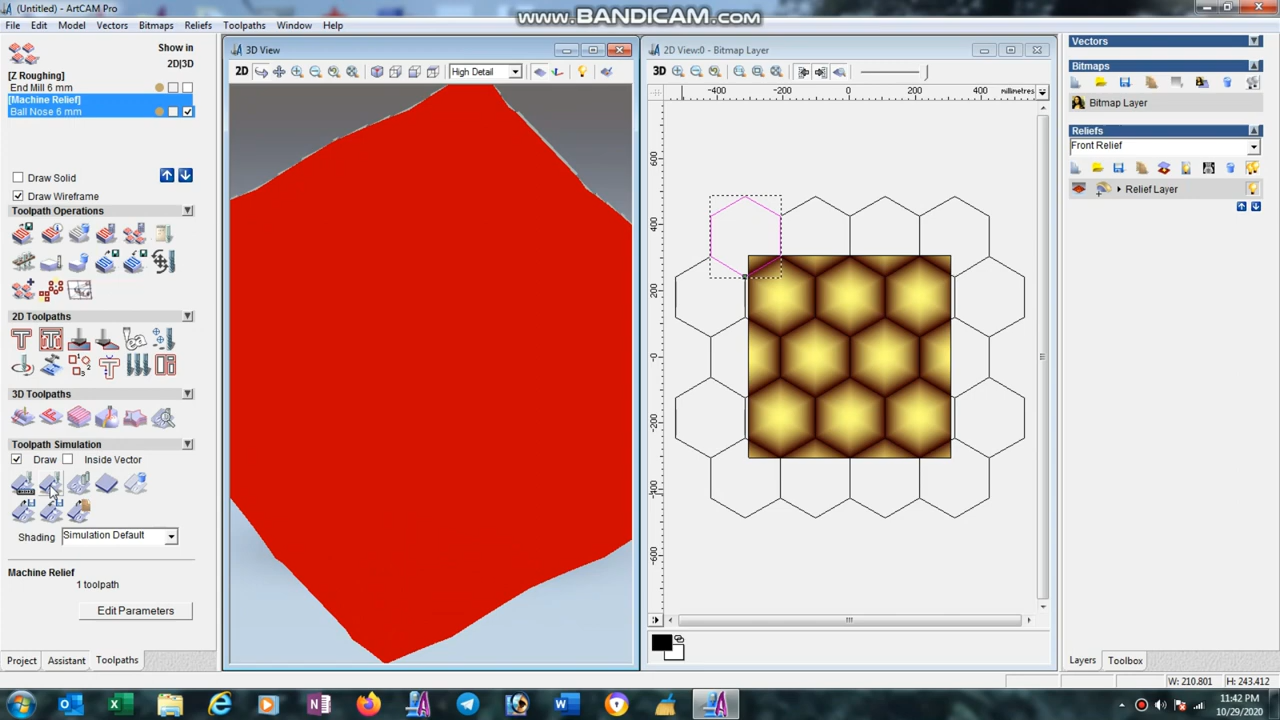 (Untitled) - ArtCAM Pro
www.BANDICAM.com
File Edit Model Vectors Bitmaps Reliefs Toolpaths Window Help
Show in
2D|3D
[Z Roughing]
End Mill 6 mm
[Machine Relief]
Ball Nose 6 mm
Draw Solid
Draw Wireframe
Toolpath Operations
2D Toolpaths
3D Toolpaths
Toolpath Simulation
Draw Inside Vector
Shading Simulation Default
Machine Relief
1 toolpath
Edit Parameters
Project Assistant Toolpaths
3D View
2D High Detail
2D View:0 - Bitmap Layer
3D
-400 -200 0 200 400 millimetres
600
400
200
-0
-200
-400
-600
Vectors
Bitmaps
Bitmap Layer
Reliefs
Front Relief
Relief Layer
Layers Toolbox
W: 210.801 H: 243.412
11:42 PM
10/29/2020